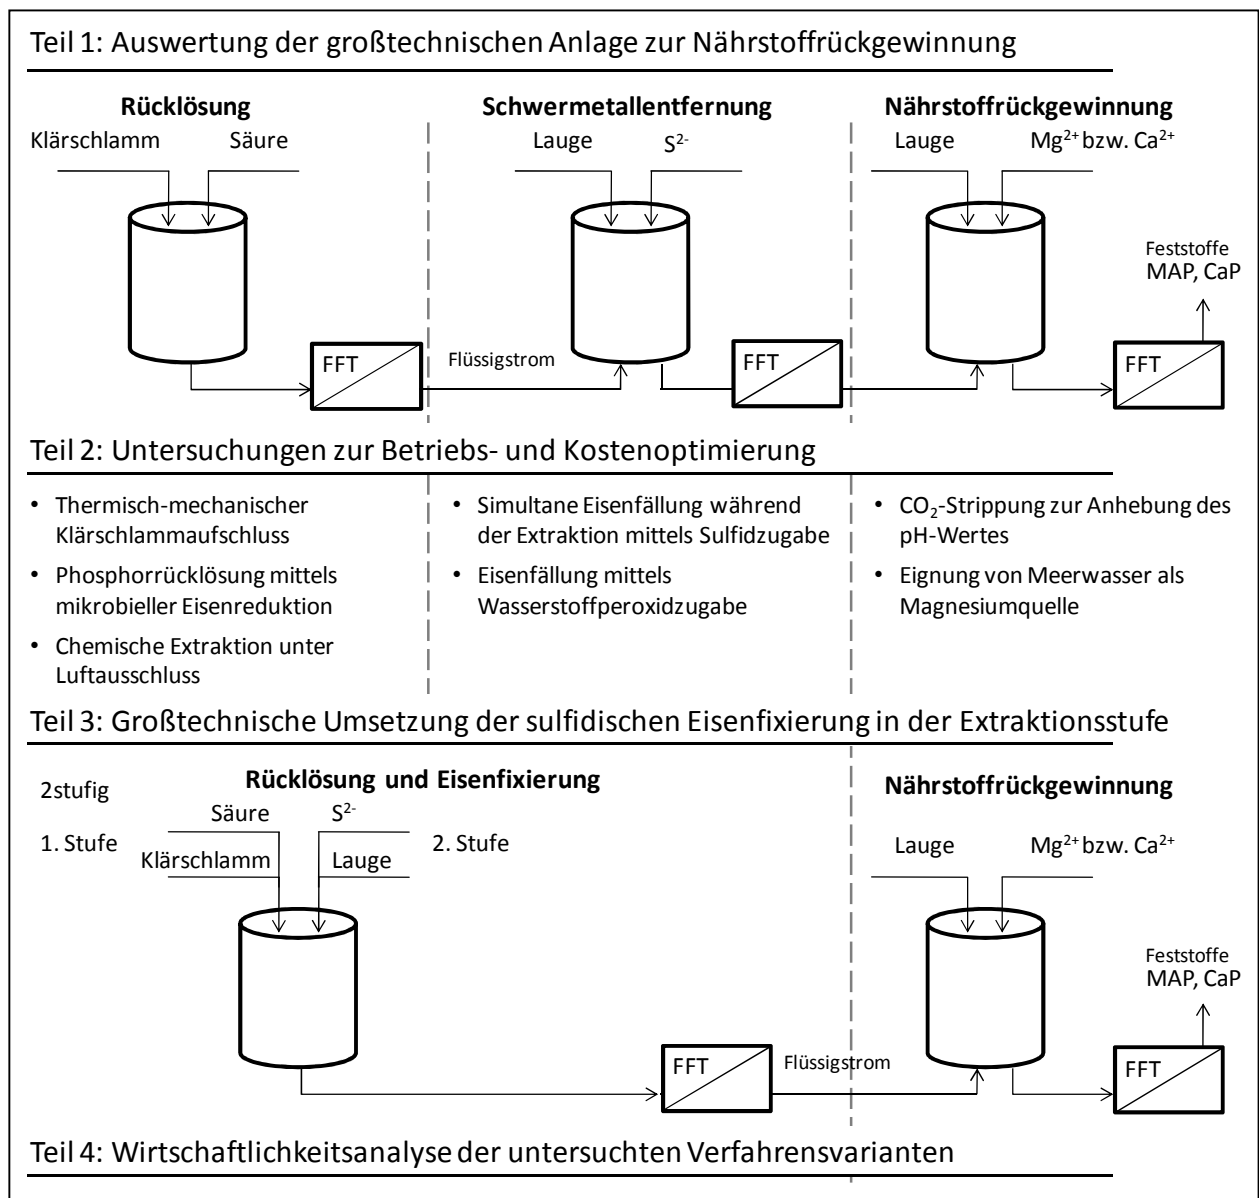 Teil 1: Auswertung der großtechnischen Anlage zur Nährstoffrückgewinnung
Rücklösung
Klärschlamm
Säure
FFT
Flüssigstrom
Schwermetallentfernung
Lauge
S²⁻
FFT
Nährstoffrückgewinnung
Lauge
Mg²⁺ bzw. Ca²⁺
Feststoffe
MAP, CaP
FFT
Teil 2: Untersuchungen zur Betriebs- und Kostenoptimierung
• Thermisch-mechanischer
Klärschlammaufschluss
• Phosphorrücklösung mittels
mikrobieller Eisenreduktion
• Chemische Extraktion unter
Luftausschluss
• Simultane Eisenfällung während
der Extraktion mittels Sulfidzugabe
• Eisenfällung mittels
Wasserstoffperoxidzugabe
• CO₂-Strippung zur Anhebung des
pH-Wertes
• Eignung von Meerwasser als
Magnesiumquelle
Teil 3: Großtechnische Umsetzung der sulfidischen Eisenfixierung in der Extraktionsstufe
Rücklösung und Eisenfixierung
2stufig
1. Stufe
Säure
Klärschlamm
S²⁻
Lauge
2. Stufe
FFT
Flüssigstrom
Nährstoffrückgewinnung
Lauge
Mg²⁺ bzw. Ca²⁺
Feststoffe
MAP, CaP
FFT
Teil 4: Wirtschaftlichkeitsanalyse der untersuchten Verfahrensvarianten